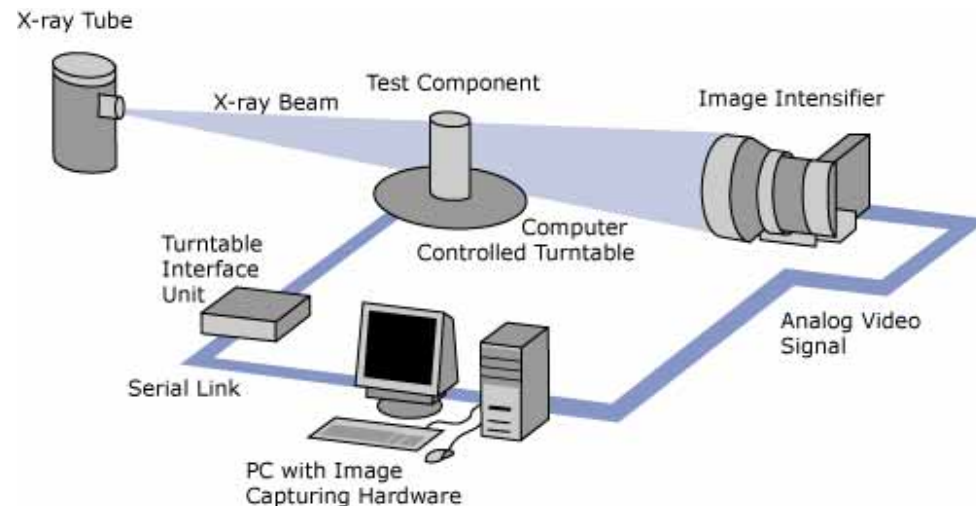 X-ray Tube
X-ray Beam
Test Component
Image Intensifier
Computer
Controlled Turntable
Turntable
Interface
Unit
Analog Video
Signal
Serial Link
PC with Image
Capturing Hardware